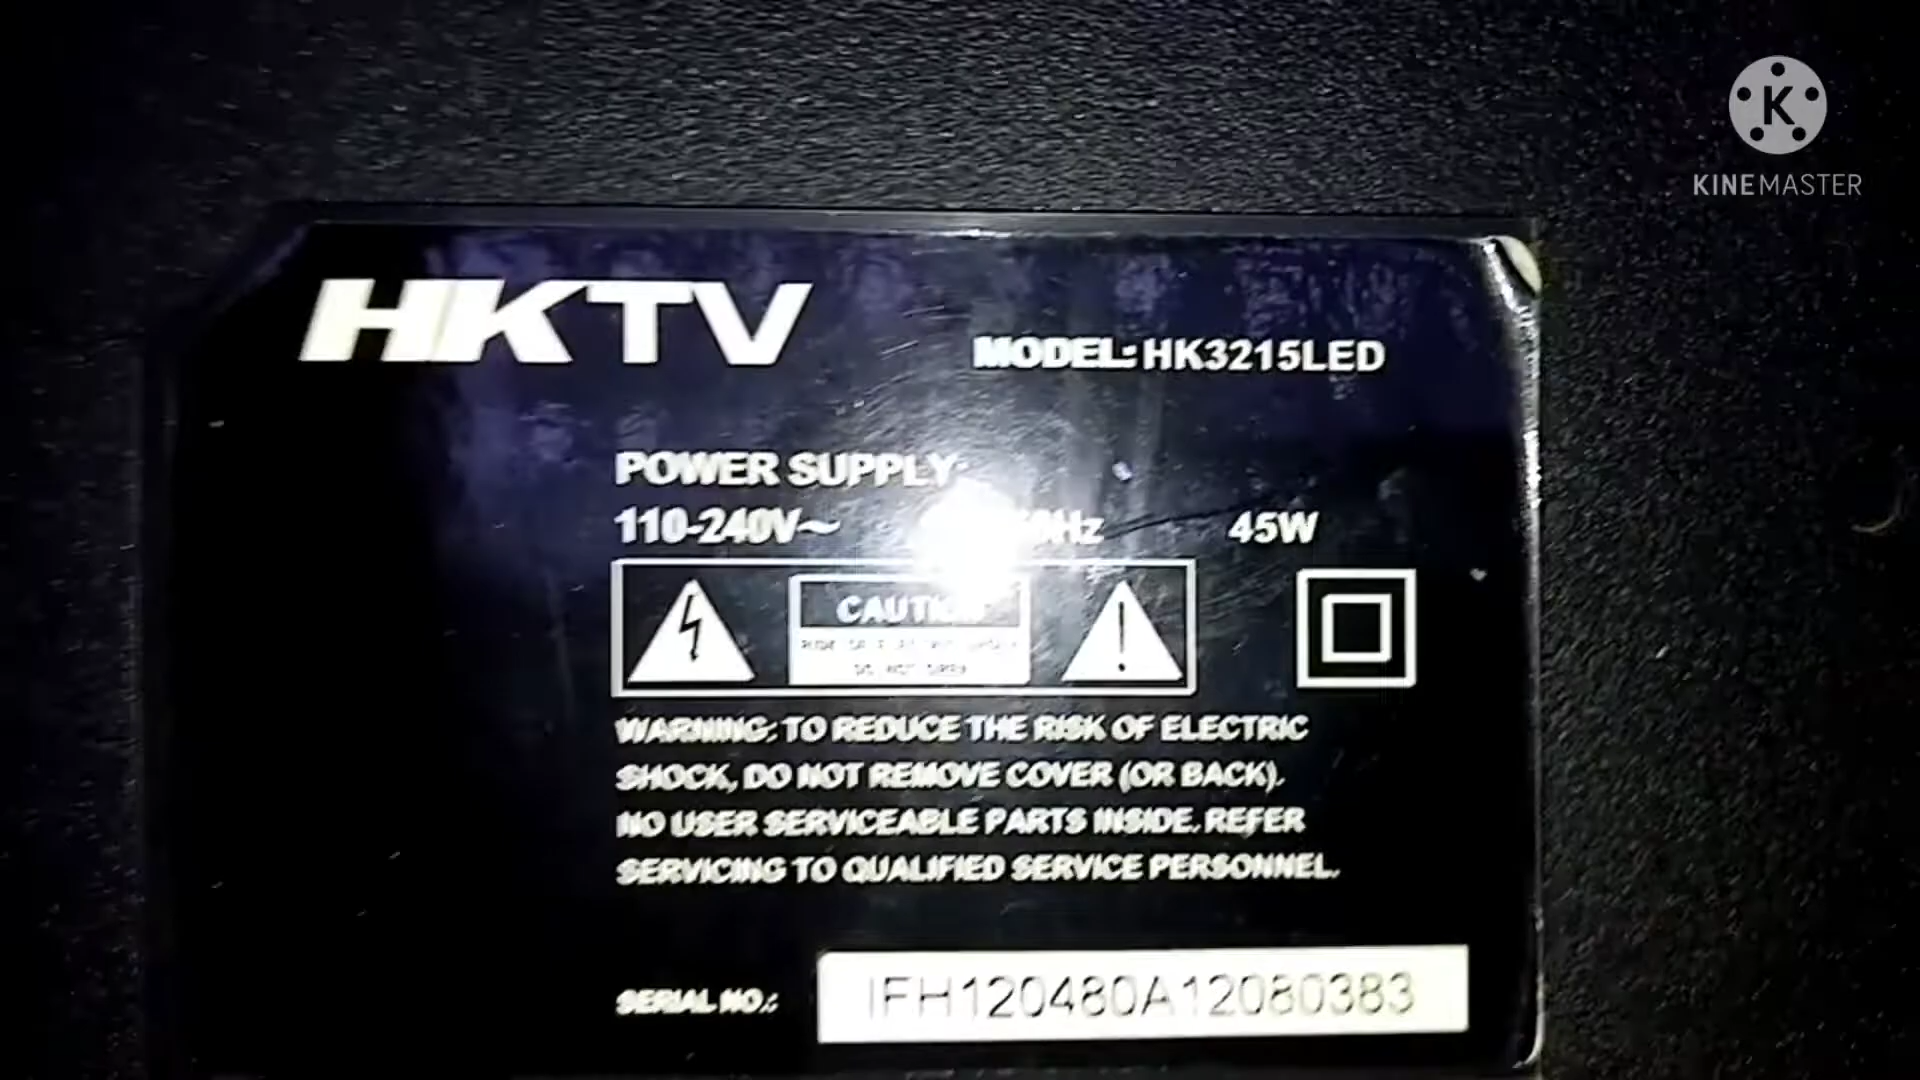 K
KINEMASTER
HKTV
MODEL: HK3215LED
POWER SUPPLY
110-240V~ 45W
CAUTION
WARNING: TO REDUCE THE RISK OF ELECTRIC
SHOCK, DO NOT REMOVE COVER (OR BACK).
NO USER SERVICEABLE PARTS INSIDE. REFER
SERVICING TO QUALIFIED SERVICE PERSONNEL.
SERIAL NO.: IFH120480A12080383